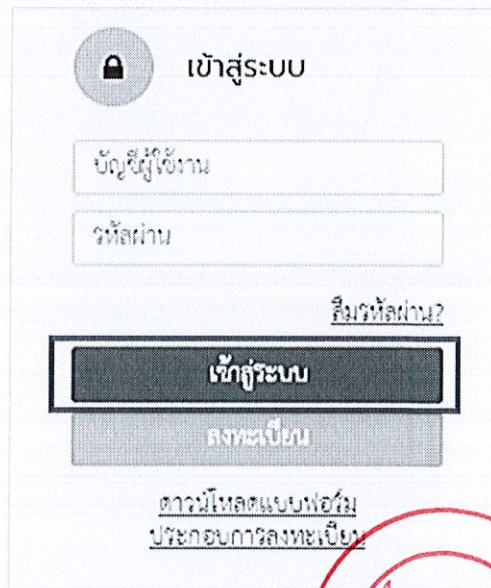 เข้าสู่ระบบ
บัญชีผู้ใช้งาน
รหัสผ่าน
ลืมรหัสผ่าน?
เข้าสู่ระบบ
ลงทะเบียน
ดาวน์โหลดแบบฟอร์ม
ประกอบการลงทะเบียน